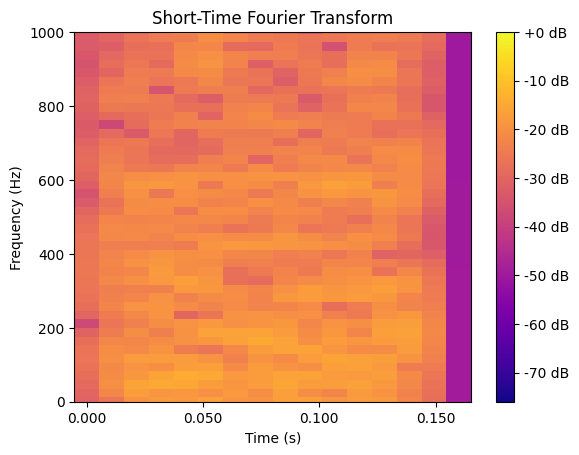 Short-Time Fourier Transform
1000
800
600
400
200
0
Frequency (Hz)
0.000
0.050
0.100
0.150
Time (s)
+0 dB
-10 dB
-20 dB
-30 dB
-40 dB
-50 dB
-60 dB
-70 dB